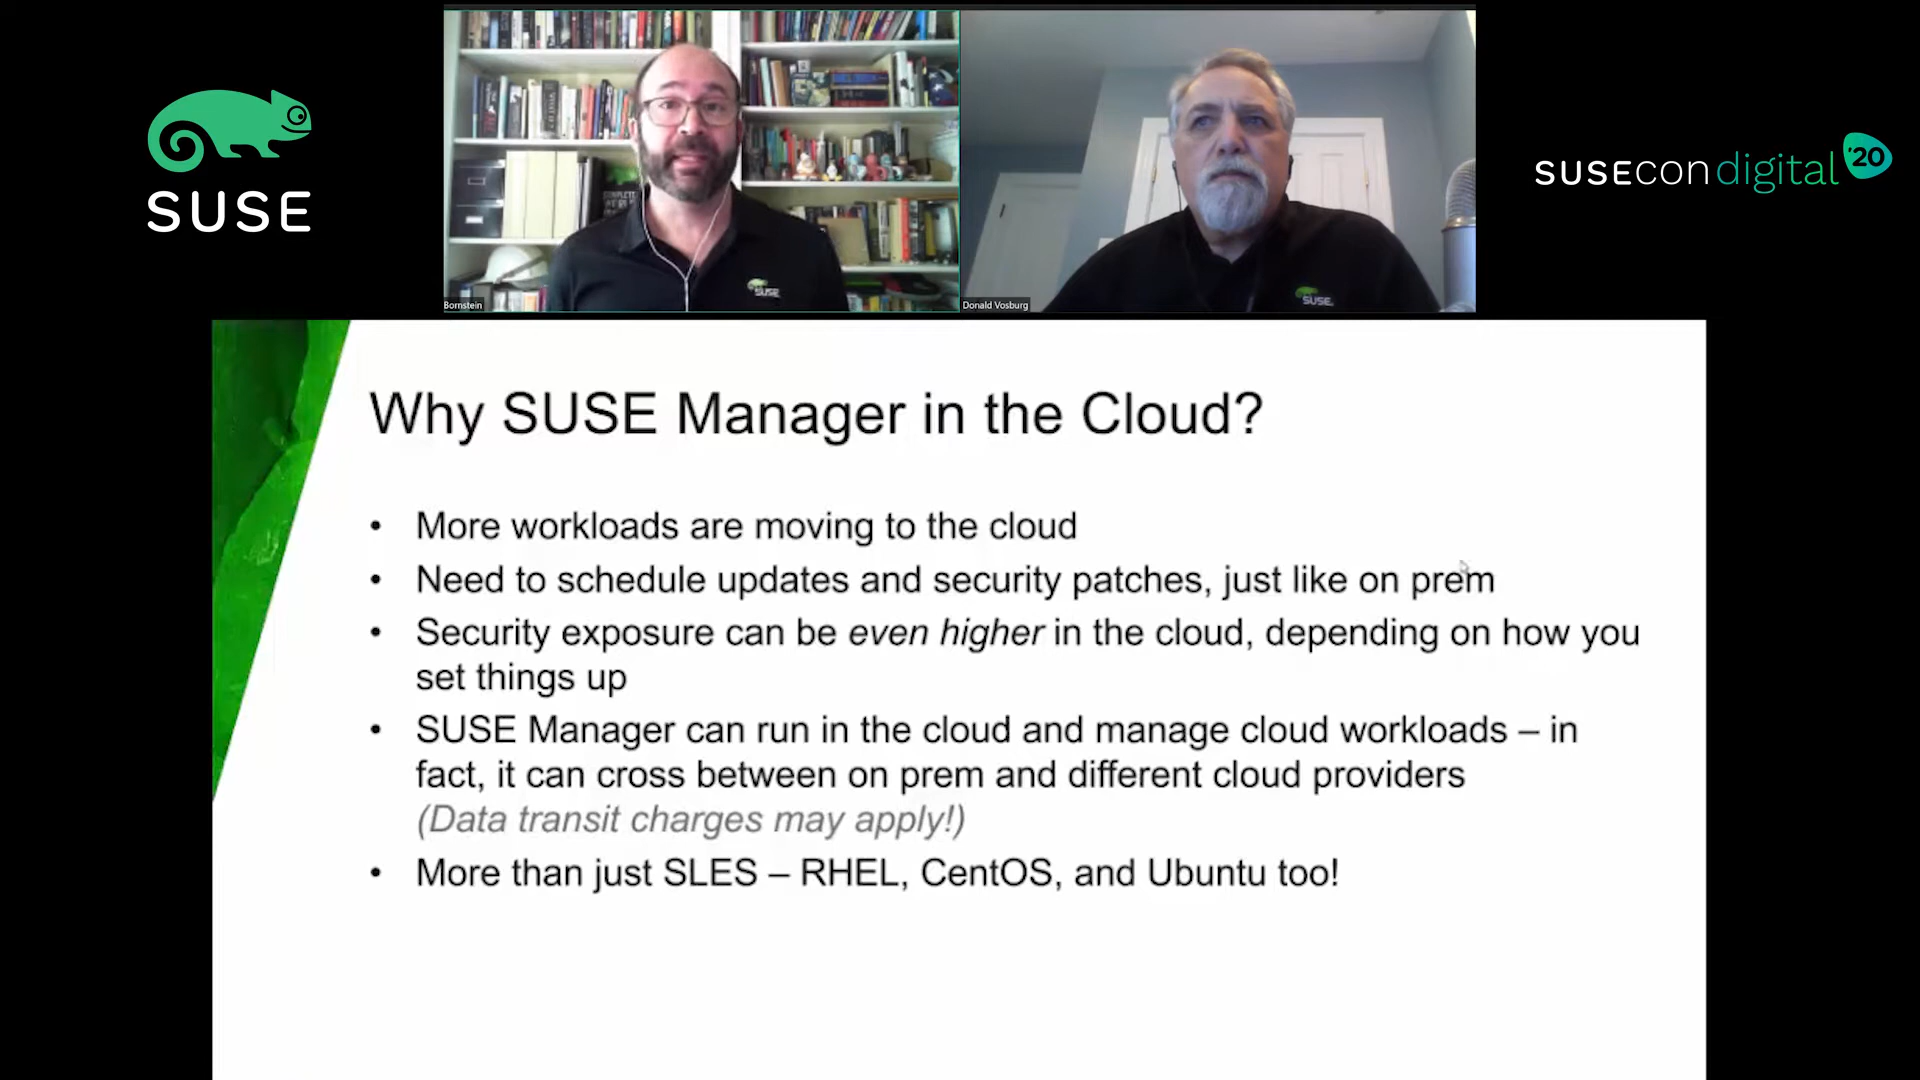 SUSE
SUSECON digital '20
Bornstein
Donald Vosburg
SUSE
SUSE
Why SUSE Manager in the Cloud?
• More workloads are moving to the cloud
• Need to schedule updates and security patches, just like on prem
• Security exposure can be even higher in the cloud, depending on how you
set things up
• SUSE Manager can run in the cloud and manage cloud workloads – in
fact, it can cross between on prem and different cloud providers
(Data transit charges may apply!)
• More than just SLES – RHEL, CentOS, and Ubuntu too!